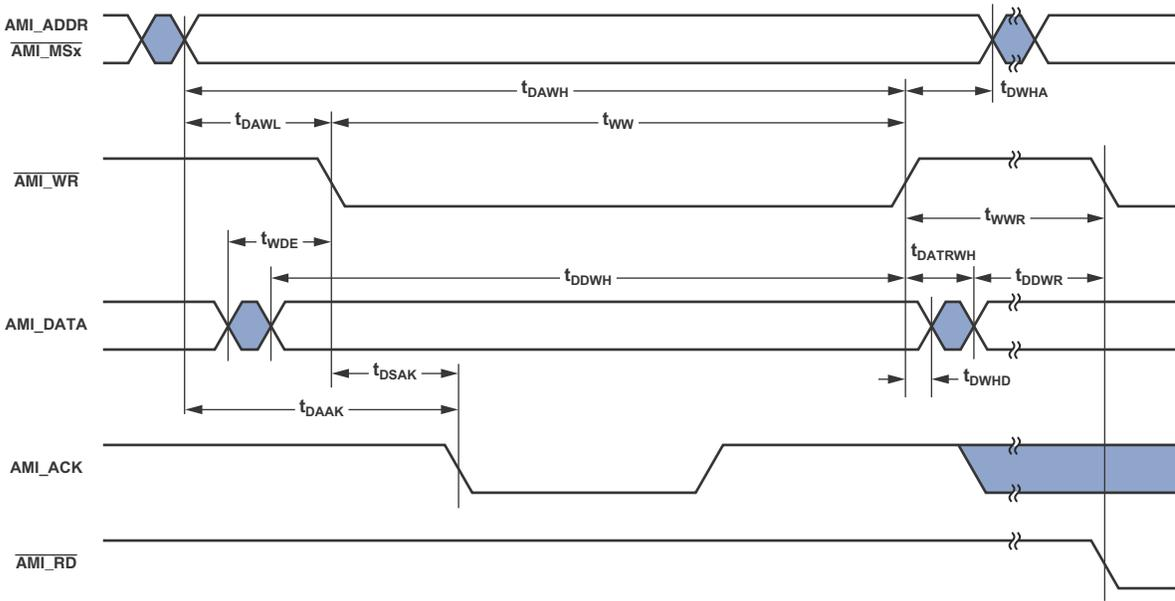 AMI_ADDR
AMI_MSx
tDAWH
tDWHA
tDAWL
tWW
AMI_WR
tWWR
tWDE
tDATRWH
tDDWH
tDDWR
AMI_DATA
tDSAK
tDWHD
tDAAK
AMI_ACK
AMI_RD